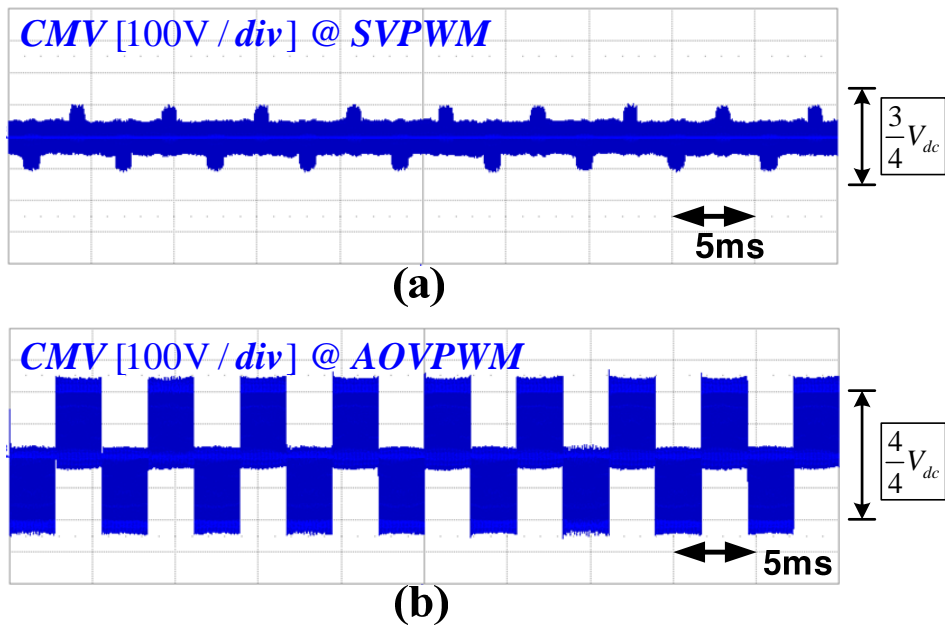 CMV [100V / div] @ SVPWM
3/4 V_dc
5ms
(a)
CMV [100V / div] @ AOVPWM
4/4 V_dc
5ms
(b)